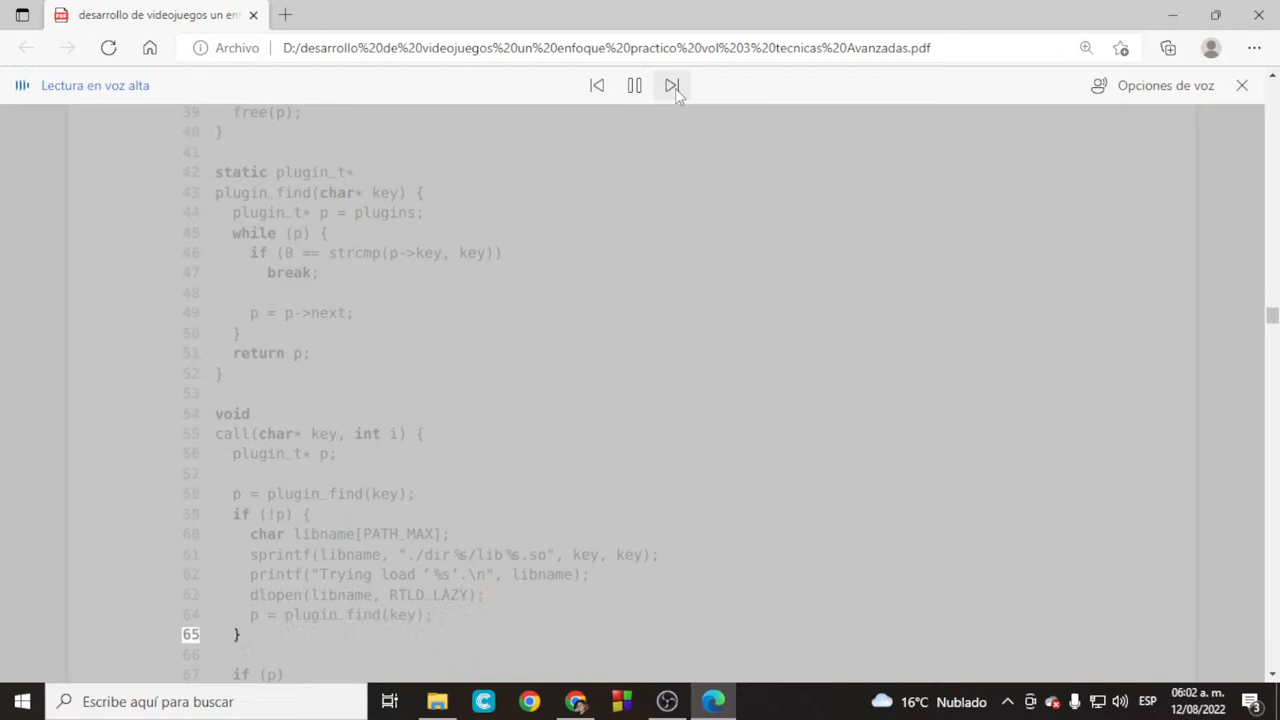 desarrollo de videojuegos un en
Archivo
D:/desarrollo%20de%20videojuegos%20un%20enfoque%20practico%20vol%203%20tecnicas%20Avanzadas.pdf
Lectura en voz alta
Opciones de voz
39 free(p);
40 }
41
42 static plugin_t*
43 plugin_find(char* key) {
44 plugin_t* p = plugins;
45 while (p) {
46 if (0 == strcmp(p->key, key))
47 break;
48
49 p = p->next;
50 }
51 return p;
52 }
53
54 void
55 call(char* key, int i) {
56 plugin_t* p;
57
58 p = plugin_find(key);
59 if (!p) {
60 char libname[PATH_MAX];
61 sprintf(libname, "./dir%s/lib%s.so", key, key);
62 printf("Trying load '%s'.\n", libname);
63 dlopen(libname, RTLD_LAZY);
64 p = plugin_find(key);
65 }
66
67 if (p)
Escribe aquí para buscar
16°C Nublado
ESP
06:02 a. m.
12/08/2022
3